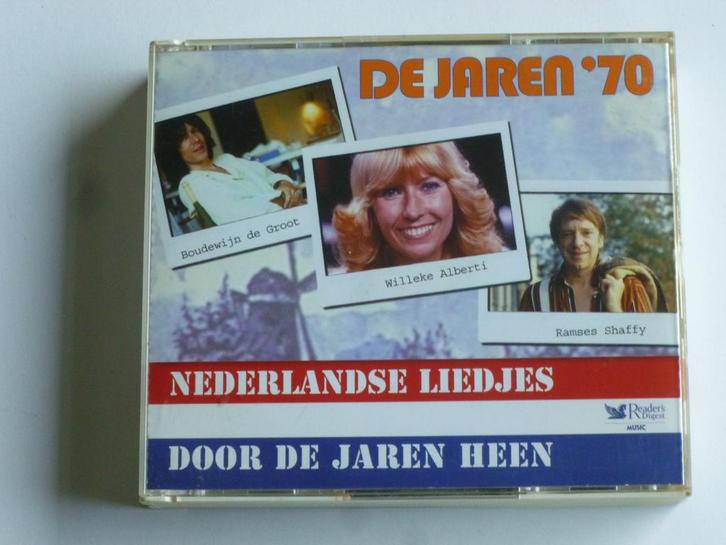 DE JAREN '70
Boudewijn de Groot
Willeke Alberti
Ramses Shaffy
NEDERLANDSE LIEDJES
Reader's
Digest
MUSIC
DOOR DE JAREN HEEN